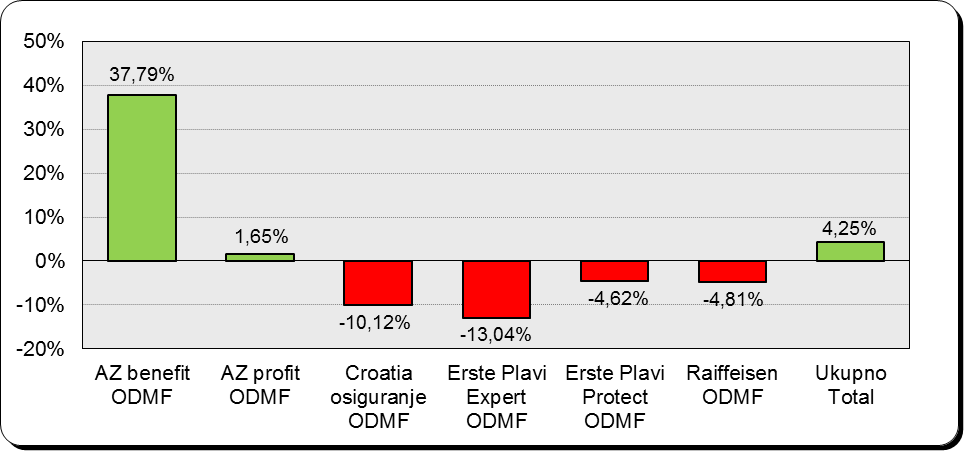 50%
37,79%
40%
30%
20%
10%
1,65%
4,25%
0%
-10%
-10,12%
-13,04%
-4,62%
-4,81%
-20%
AZ benefit
ODMF
AZ profit
ODMF
Croatia
osiguranje
ODMF
Erste Plavi
Expert
ODMF
Erste Plavi
Protect
ODMF
Raiffeisen
ODMF
Ukupno
Total